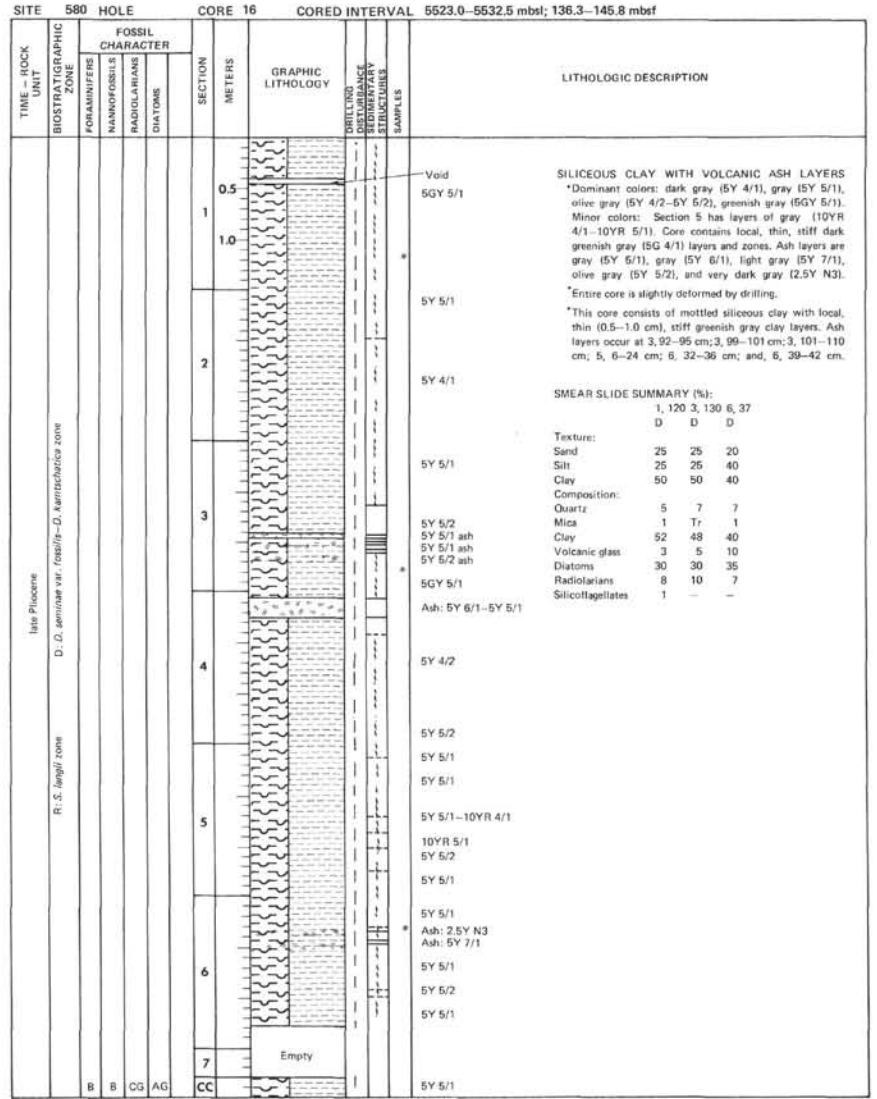 SITE 580 HOLE CORE 16 CORED INTERVAL 5523.0–5532.5 mbsl; 136.3–145.8 mbsf
TIME – ROCK UNIT
BIOSTRATIGRAPHIC ZONE
FOSSIL CHARACTER
FORAMINIFERS
NANNOFOSSILS
RADIOLARIANS
DIATOMS
SECTION
METERS
GRAPHIC LITHOLOGY
DRILLING DISTURBANCE
SEDIMENTARY STRUCTURES
SAMPLES
LITHOLOGIC DESCRIPTION
late Pliocene
D: D. seminae var. fossilis–D. kamtschatica zone
R: S. langii zone
B B CG AG
1
0.5
1.0
2
3
4
5
6
7
CC
Empty
*
*
*
Void
5GY 5/1
5Y 5/1
5Y 4/1
5Y 5/1
5Y 5/2
5Y 5/1 ash
5Y 5/1 ash
5Y 5/2 ash
5GY 5/1
Ash: 5Y 6/1–5Y 5/1
5Y 4/2
5Y 5/2
5Y 5/1
5Y 5/1
5Y 5/1–10YR 4/1
10YR 5/1
5Y 5/2
5Y 5/1
5Y 5/1
Ash: 2.5Y N3
Ash: 5Y 7/1
5Y 5/1
5Y 5/2
5Y 5/1
5Y 5/1
SILICEOUS CLAY WITH VOLCANIC ASH LAYERS
*Dominant colors: dark gray (5Y 4/1), gray (5Y 5/1),
olive gray (5Y 4/2–5Y 5/2), greenish gray (5GY 5/1).
Minor colors: Section 5 has layers of gray (10YR
4/1–10YR 5/1). Core contains local, thin, stiff dark
greenish gray (5G 4/1) layers and zones. Ash layers are
gray (5Y 5/1), gray (5Y 6/1), light gray (5Y 7/1),
olive gray (5Y 5/2), and very dark gray (2.5Y N3).
*Entire core is slightly deformed by drilling.
*This core consists of mottled siliceous clay with local,
thin (0.5–1.0 cm), stiff greenish gray clay layers. Ash
layers occur at 3, 92–95 cm; 3, 99–101 cm; 3, 101–110
cm; 5, 6–24 cm; 6, 32–36 cm; and, 6, 39–42 cm.
SMEAR SLIDE SUMMARY (%):
1, 120 3, 130 6, 37
D D D
Texture:
Sand 25 25 20
Silt 25 25 40
Clay 50 50 40
Composition:
Quartz 5 7 7
Mica 1 Tr 1
Clay 52 48 40
Volcanic glass 3 5 10
Diatoms 30 30 35
Radiolarians 8 10 7
Silicoflagellates 1 – –